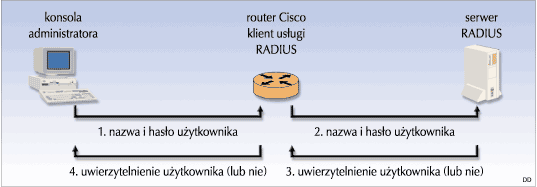 konsola
administratora
router Cisco
klient usługi
RADIUS
serwer
RADIUS
1. nazwa i hasło użytkownika
2. nazwa i hasło użytkownika
4. uwierzytelnienie użytkownika (lub nie)
3. uwierzytelnienie użytkownika (lub nie)
DD